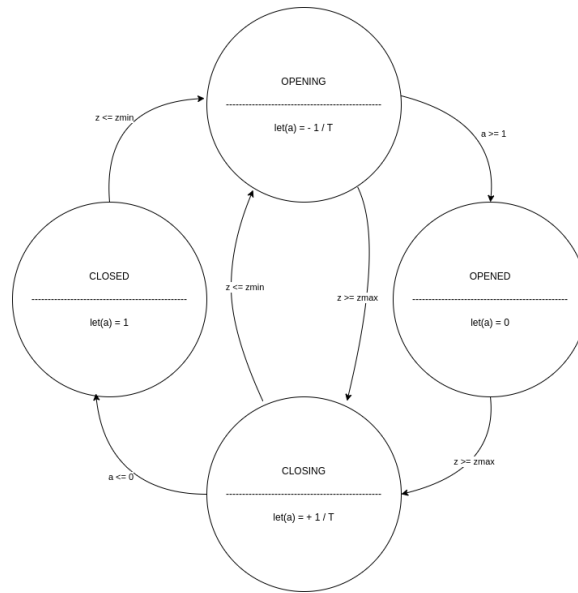 OPENING
let(a) = - 1 / T
z <= zmin
a >= 1
CLOSED
let(a) = 1
z <= zmin
z >= zmax
OPENED
let(a) = 0
a <= 0
z >= zmax
CLOSING
let(a) = + 1 / T